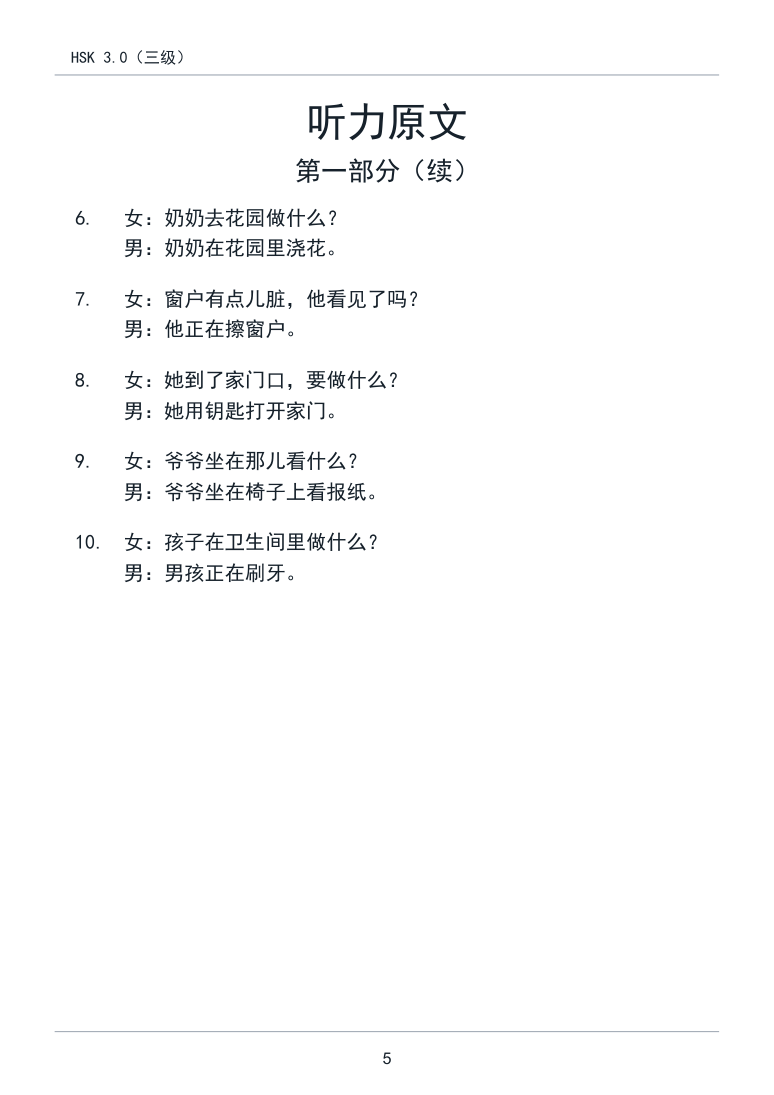 HSK 3.0（三级）
听力原文
第一部分（续）
6. 女：奶奶去花园做什么？
男：奶奶在花园里浇花。
7. 女：窗户有点儿脏，他看见了吗？
男：他正在擦窗户。
8. 女：她到了家门口，要做什么？
男：她用钥匙打开家门。
9. 女：爷爷坐在那儿看什么？
男：爷爷坐在椅子上看报纸。
10. 女：孩子在卫生间里做什么？
男：男孩正在刷牙。
5